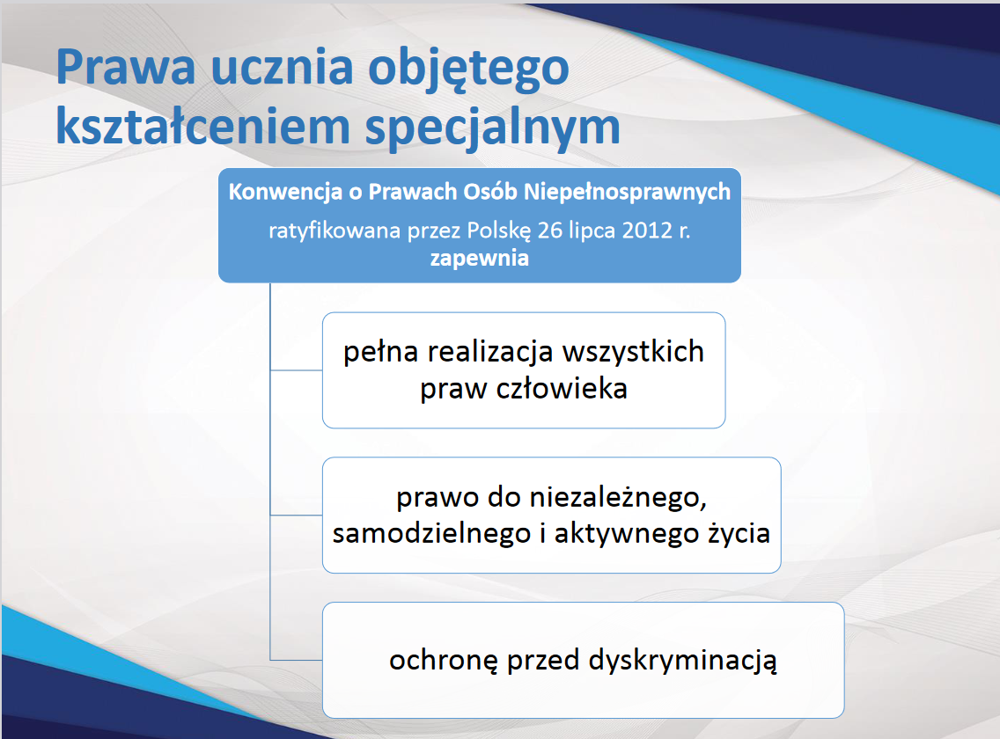 Prawa ucznia objętego
kształceniem specjalnym
Konwencja o Prawach Osób Niepełnosprawnych
ratyfikowana przez Polskę 26 lipca 2012 r.
zapewnia
pełna realizacja wszystkich
praw człowieka
prawo do niezależnego,
samodzielnego i aktywnego życia
ochronę przed dyskryminacją